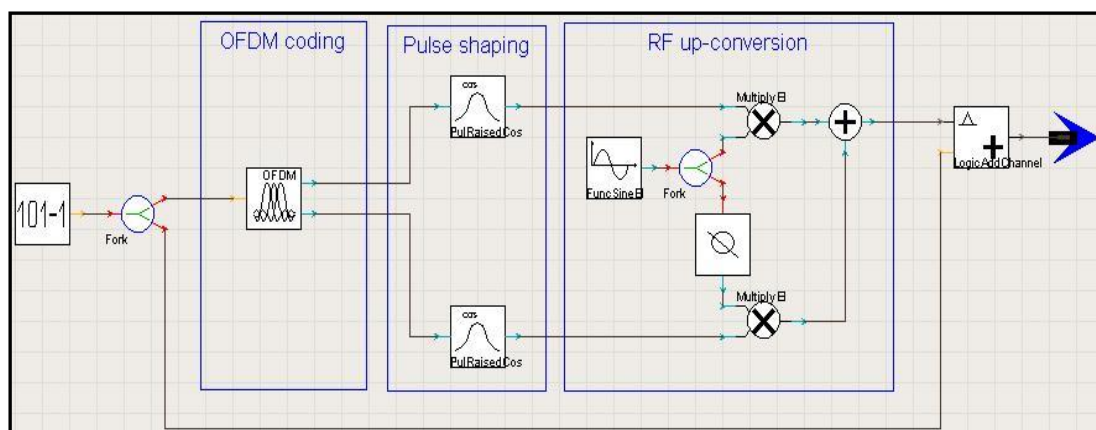 OFDM coding
Pulse shaping
RF up-conversion
cos
PulRaisedCos
Multiply El
FuncSineEl
Fork
LogicAddChannel
OFDM
101-1
Fork
Multiply El
cos
PulRaisedCos